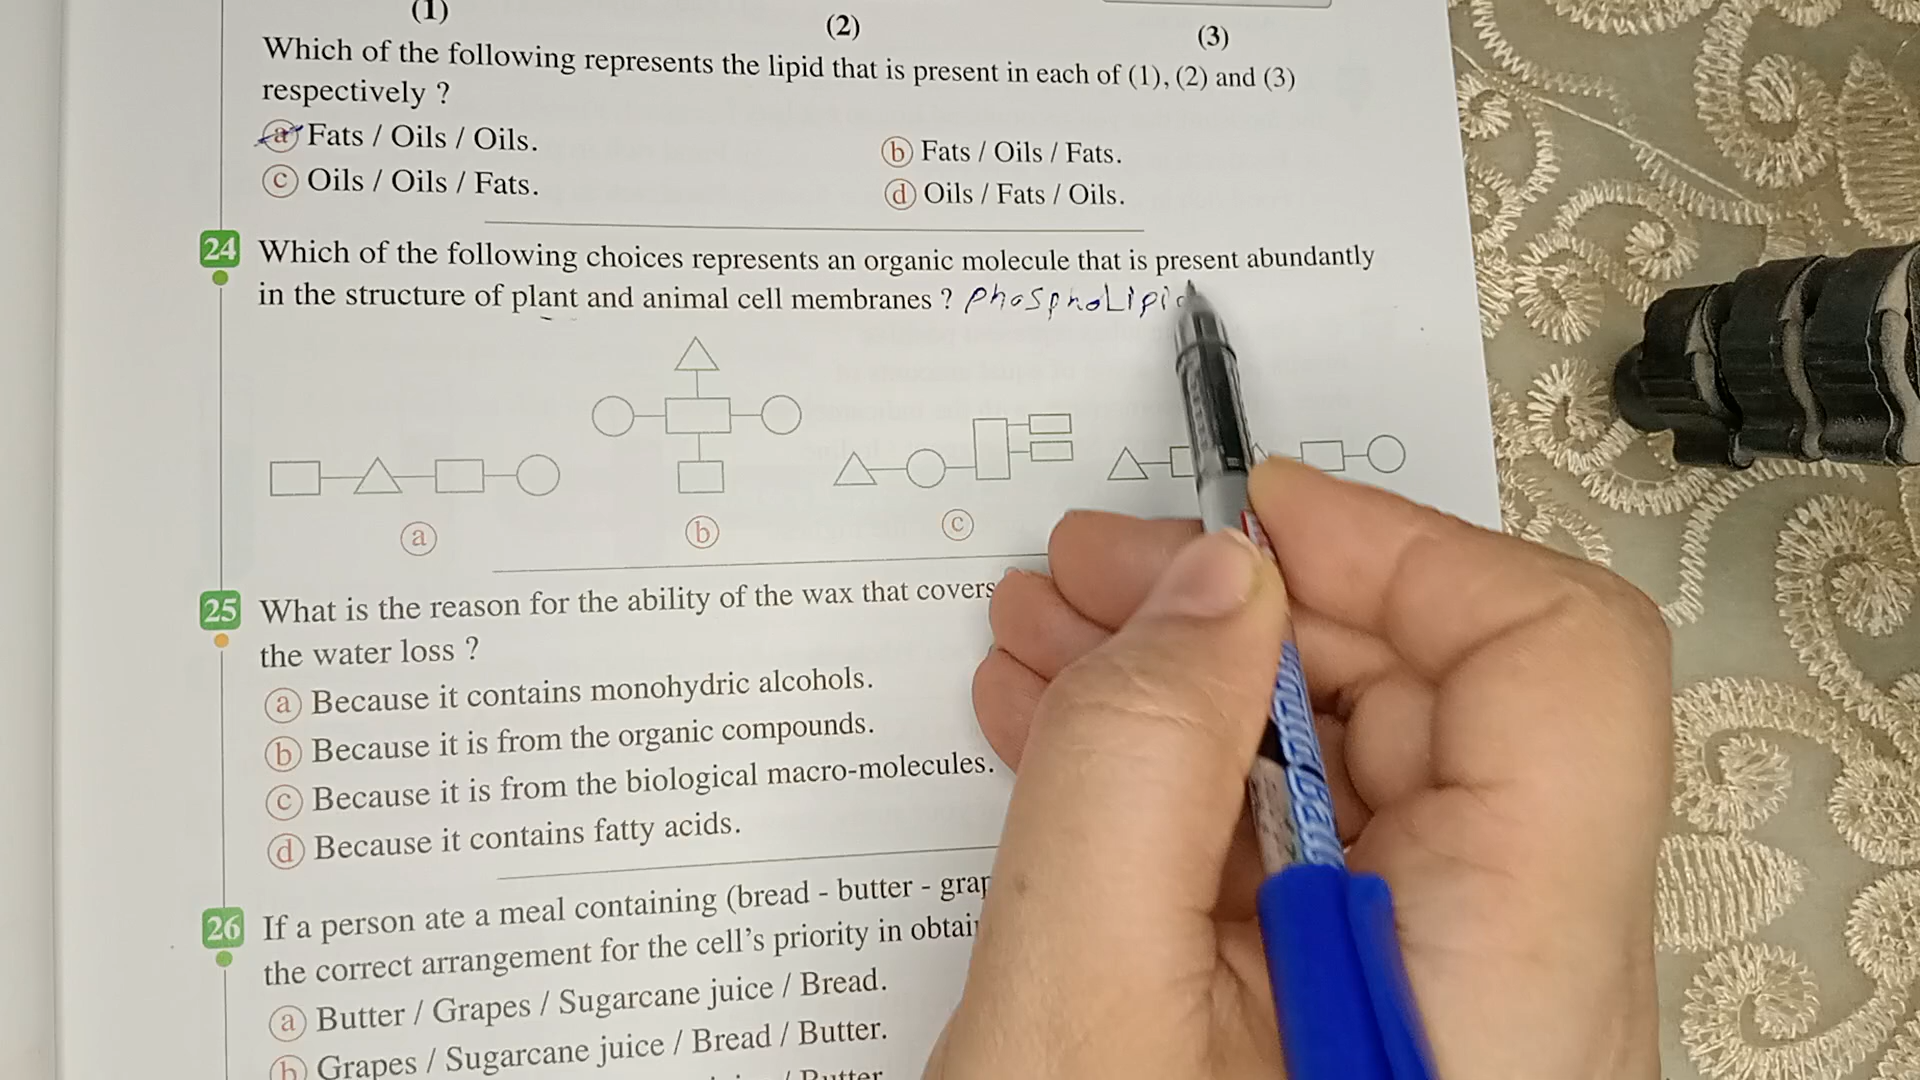 (1)
(2)
(3)
Which of the following represents the lipid that is present in each of (1), (2) and (3)
respectively ?
a Fats / Oils / Oils.
b Fats / Oils / Fats.
c Oils / Oils / Fats.
d Oils / Fats / Oils.
24 Which of the following choices represents an organic molecule that is present abundantly
in the structure of plant and animal cell membranes ? phosphoLipi
a
b
c
25 What is the reason for the ability of the wax that covers
the water loss ?
a Because it contains monohydric alcohols.
b Because it is from the organic compounds.
c Because it is from the biological macro-molecules.
d Because it contains fatty acids.
26 If a person ate a meal containing (bread - butter -
the correct arrangement for the cell's priority in
a Butter / Grapes / Sugarcane juice / Bread.
b Grapes / Sugarcane juice / Bread / Butter.